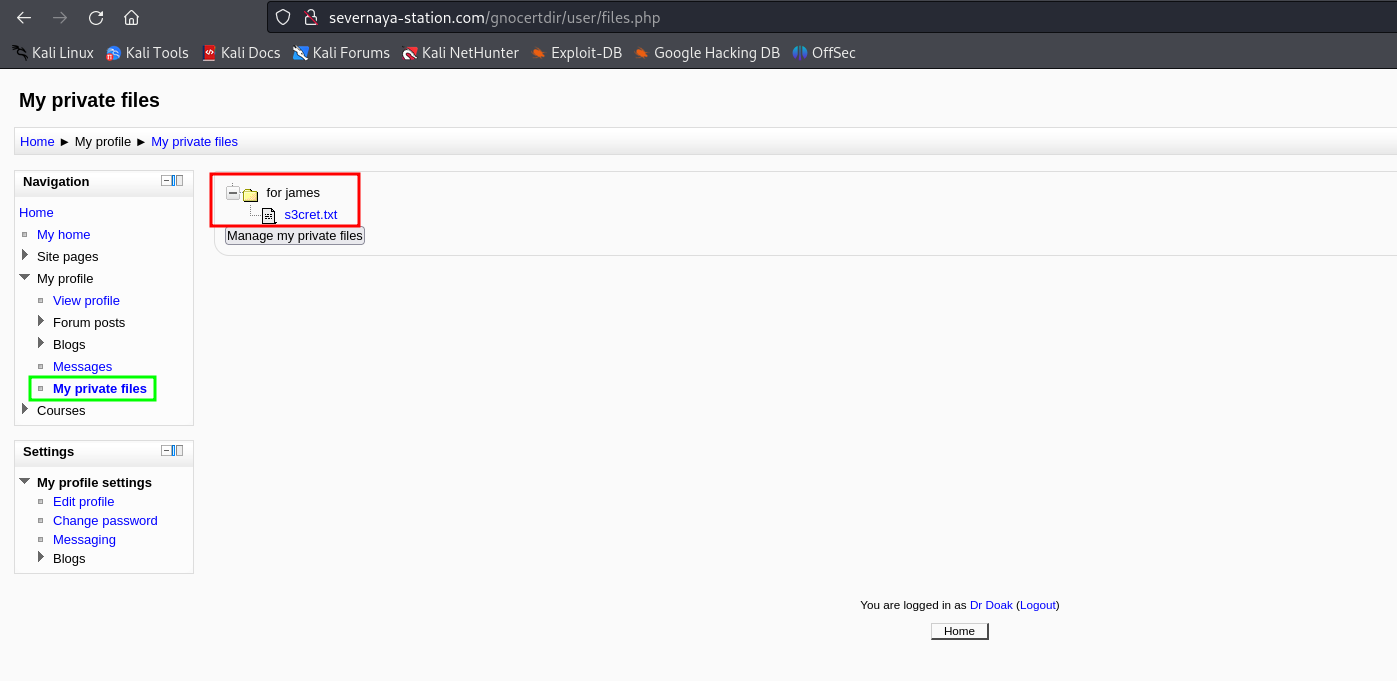 severnaya-station.com/gnocertdir/user/files.php
Kali Linux Kali Tools Kali Docs Kali Forums Kali NetHunter Exploit-DB Google Hacking DB OffSec
My private files
Home ► My profile ► My private files
Navigation
Home
My home
Site pages
My profile
View profile
Forum posts
Blogs
Messages
My private files
Courses
Settings
My profile settings
Edit profile
Change password
Messaging
Blogs
for james
s3cret.txt
Manage my private files
You are logged in as Dr Doak (Logout)
Home